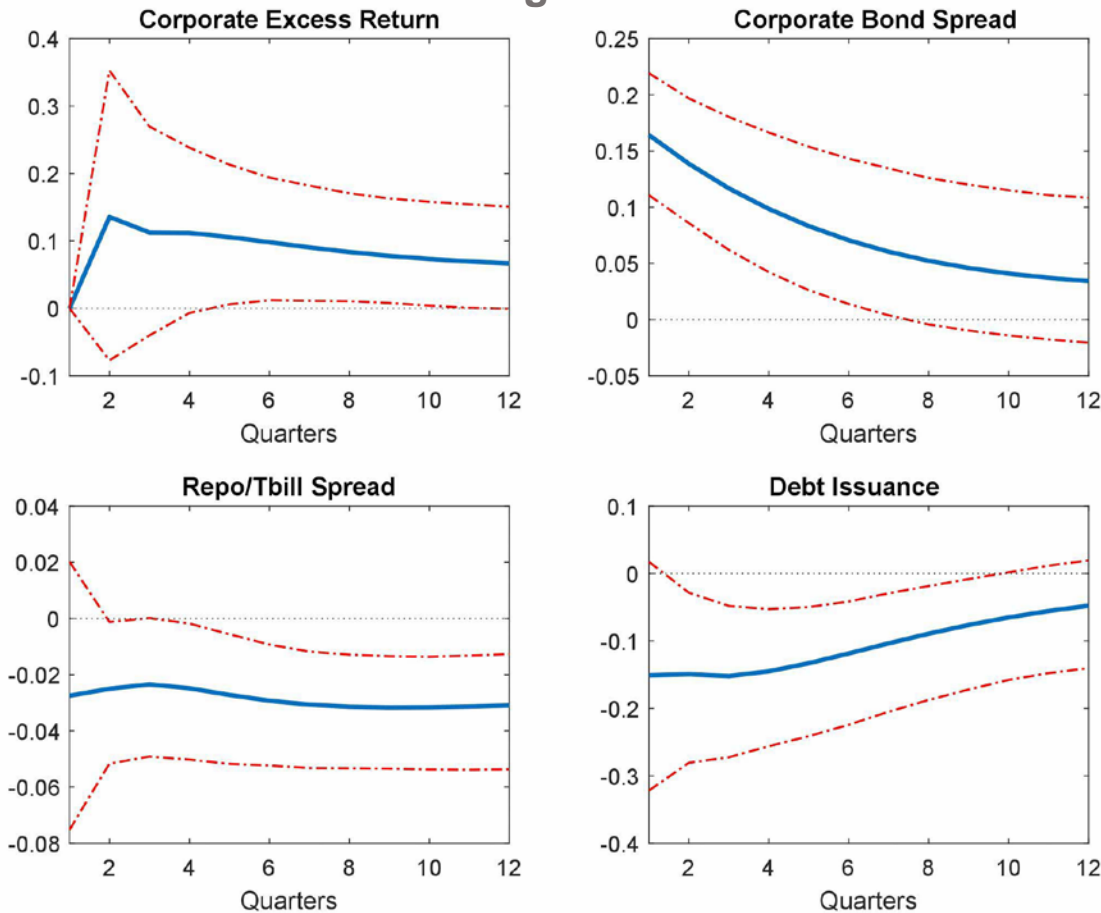 Corporate Excess Return
0.4
0.3
0.2
0.1
0
-0.1
2 4 6 8 10 12
Quarters
Corporate Bond Spread
0.25
0.2
0.15
0.1
0.05
0
-0.05
2 4 6 8 10 12
Quarters
Repo/Tbill Spread
0.04
0.02
0
-0.02
-0.04
-0.06
-0.08
2 4 6 8 10 12
Quarters
Debt Issuance
0.1
0
-0.1
-0.2
-0.3
-0.4
2 4 6 8 10 12
Quarters